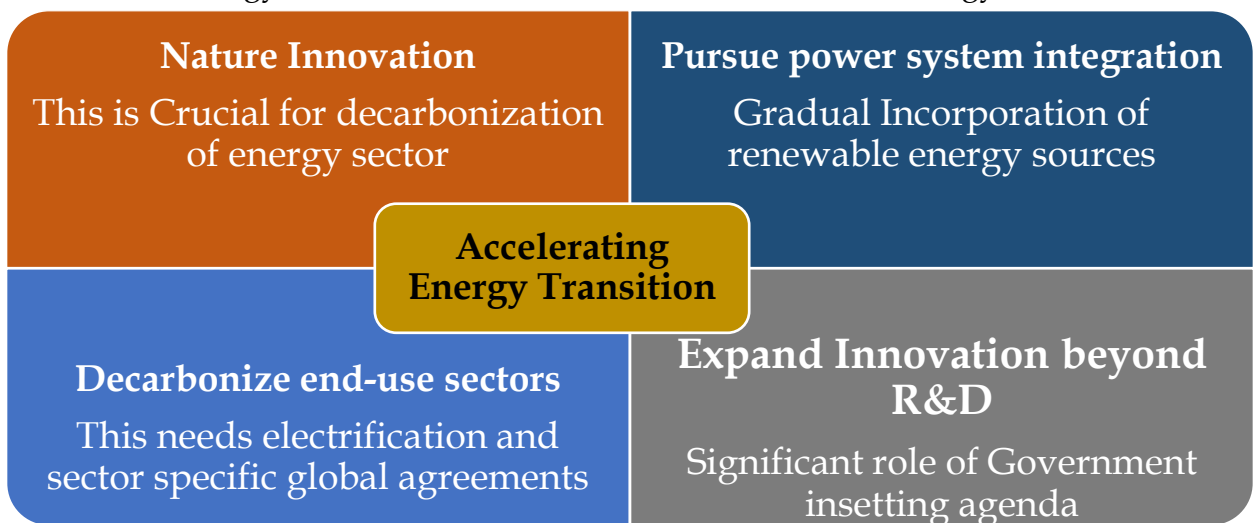 Nature Innovation
This is Crucial for decarbonization
of energy sector
Pursue power system integration
Gradual Incorporation of
renewable energy sources
Accelerating
Energy Transition
Decarbonize end-use sectors
This needs electrification and
sector specific global agreements
Expand Innovation beyond
R&D
Significant role of Government
insetting agenda